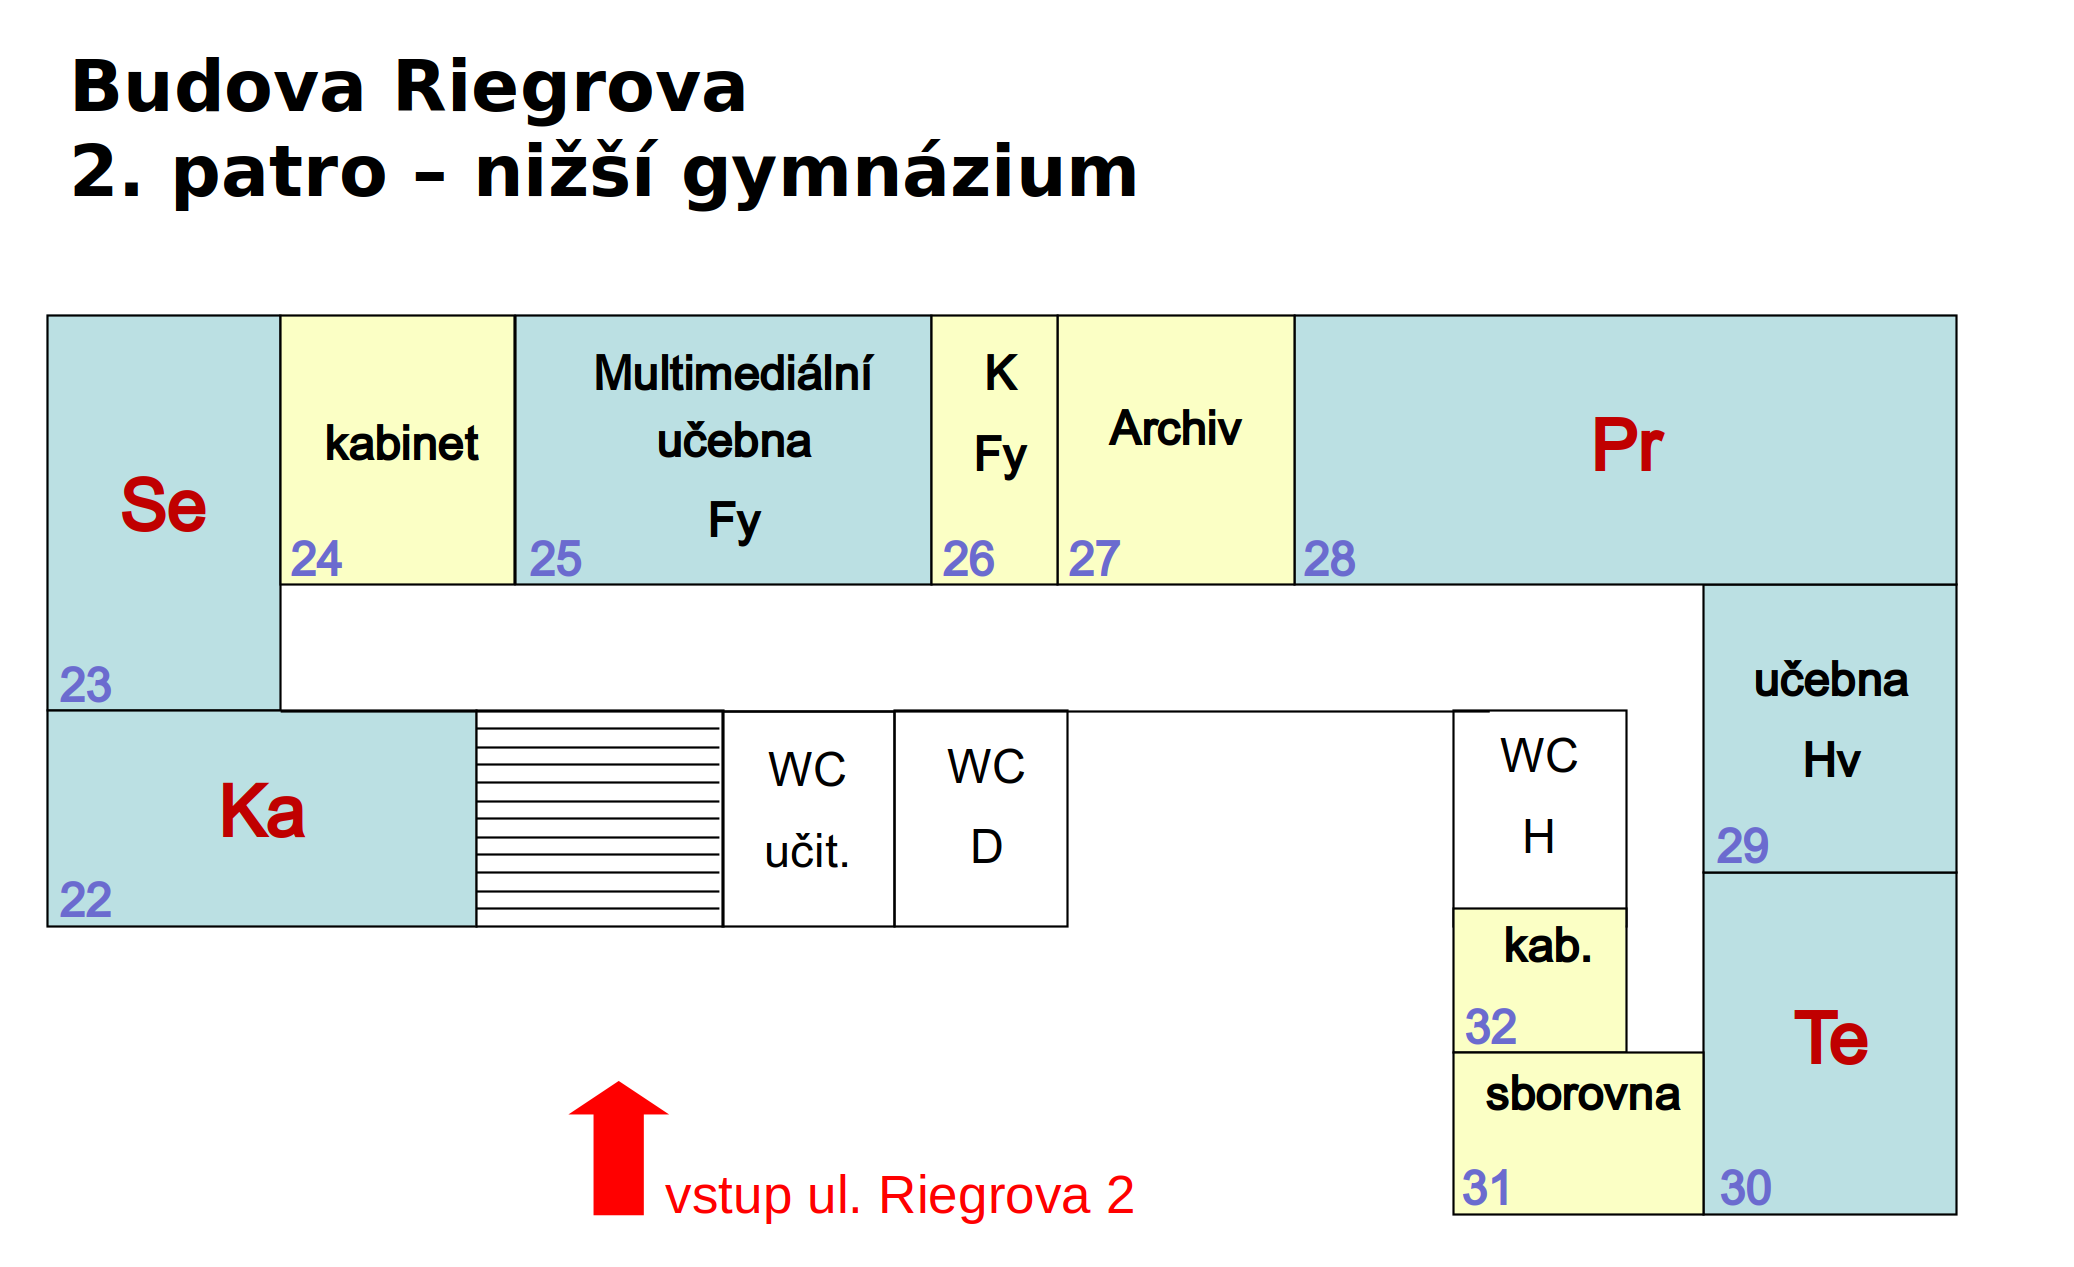 Budova Riegrova
2. patro – nižší gymnázium
Se
23
kabinet
24
Multimediální
učebna
Fy
25
K
Fy
26
Archiv
27
Pr
28
učebna
Hv
29
Ka
22
WC
učit.
WC
D
WC
H
kab.
32
sborovna
31
Te
30
vstup ul. Riegrova 2